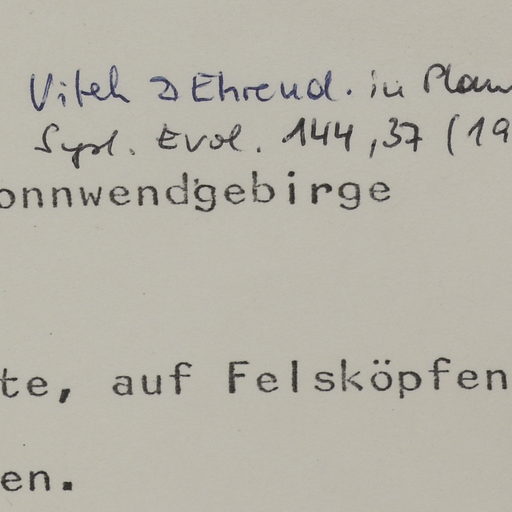 Vitek & Ehrend. in Plan
Syst. Evol. 144, 37 (19
onnwendgebirge
te, auf Felsköpfen
en.